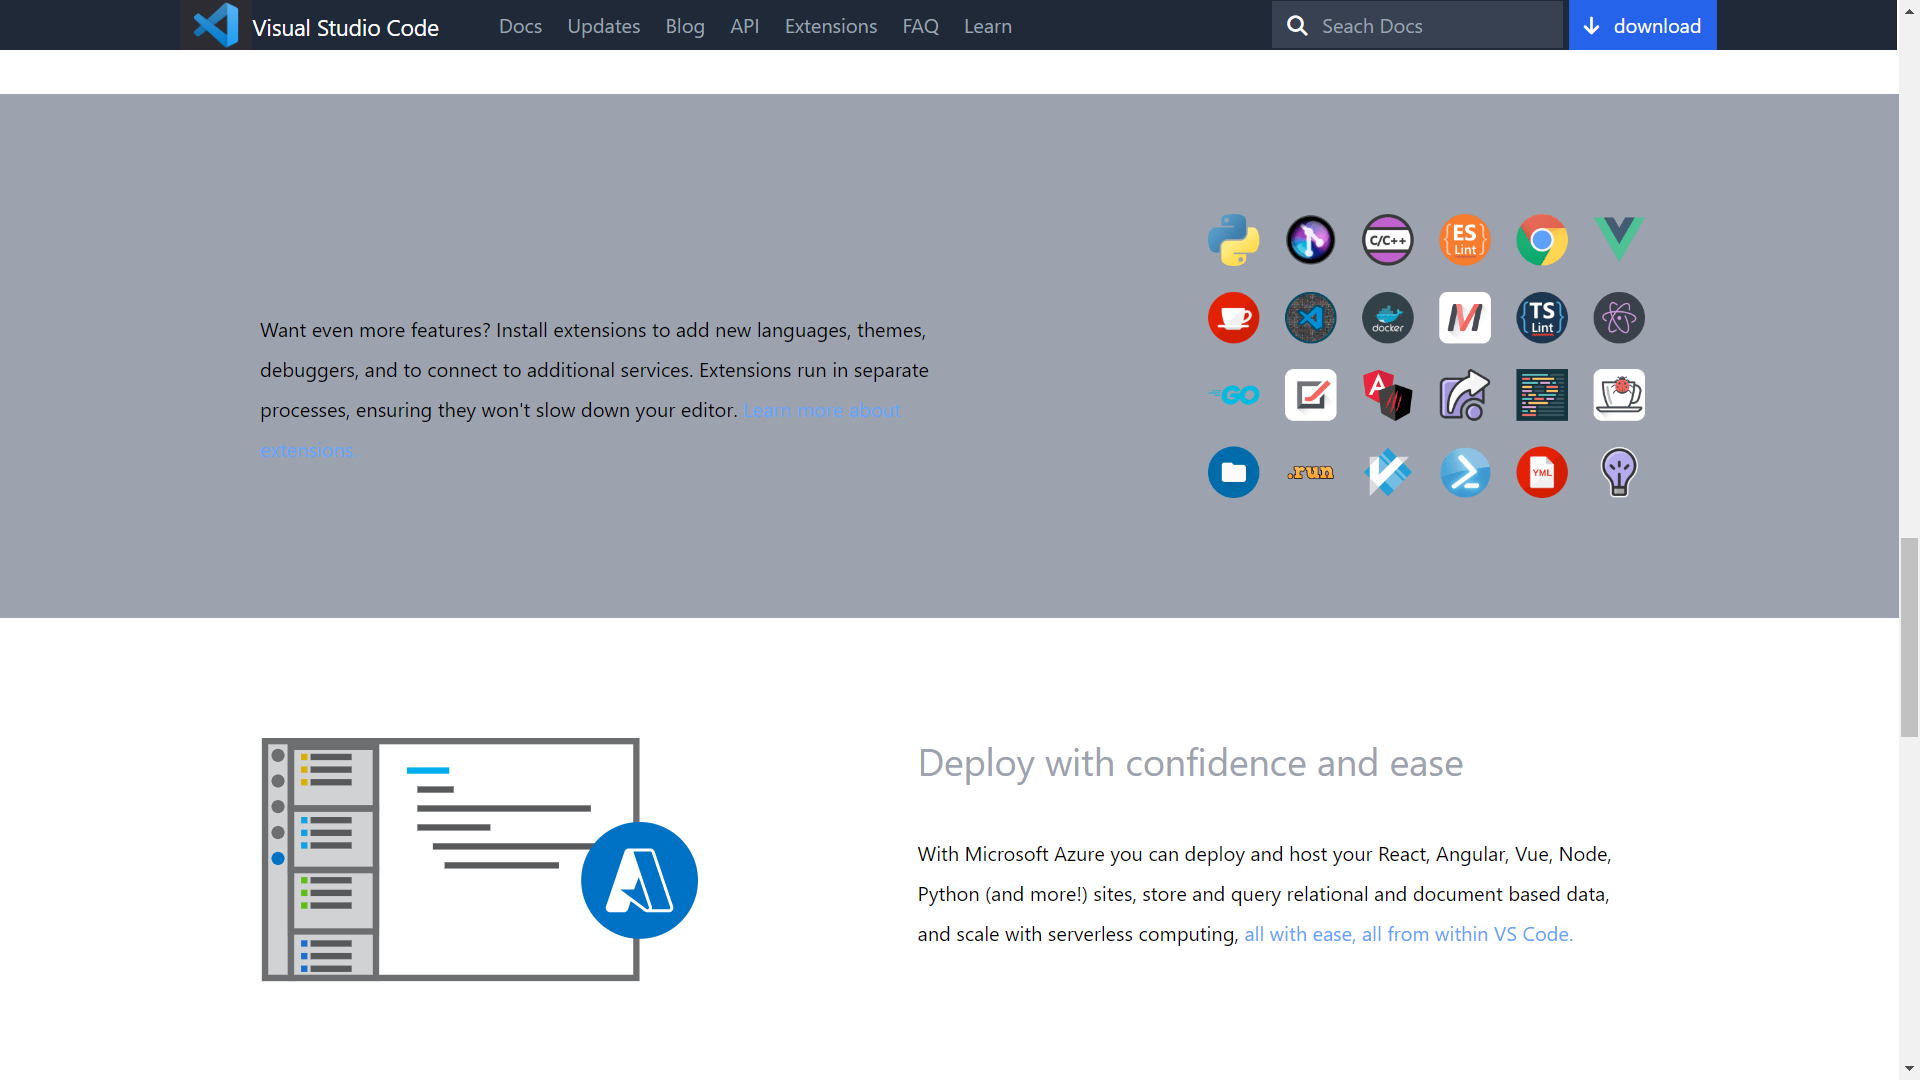 Visual Studio Code Docs Updates Blog API Extensions FAQ Learn Seach Docs download
C/C++ ES Lint
Want even more features? Install extensions to add new languages, themes,
docker TS Lint
debuggers, and to connect to additional services. Extensions run in separate
processes, ensuring they won't slow down your editor. Learn more about
GO
extensions.
.run YML
Deploy with confidence and ease
With Microsoft Azure you can deploy and host your React, Angular, Vue, Node,
Python (and more!) sites, store and query relational and document based data,
and scale with serverless computing, all with ease, all from within VS Code.